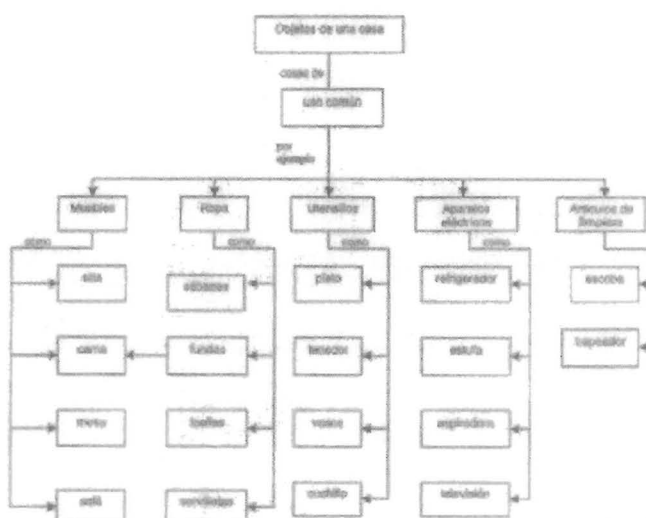 Objetos de una casa
cosas de
uso común
por
ejemplo
Muebles
Ropa
Utensilios
Aparatos
eléctricos
Artículos de
limpieza
como
como
como
como
silla
sábanas
plato
refrigerador
escoba
cama
fundas
tenedor
estufa
trapeador
mesa
toallas
vasos
aspiradora
sofá
servilletas
cuchillo
televisión